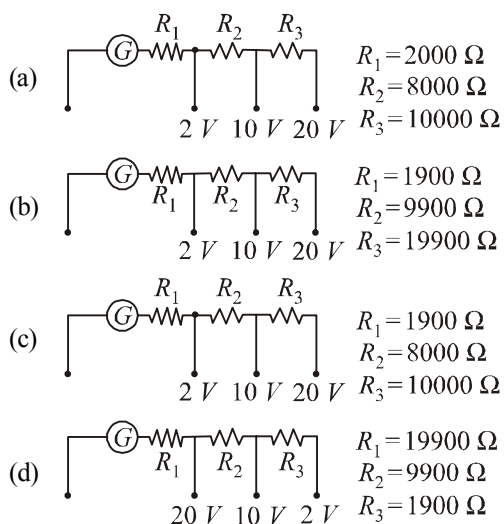 R₁ R₂ R₃
(a) G
2 V 10 V 20 V
R₁=2000 Ω
R₂=8000 Ω
R₃=10000 Ω
(b) G
R₁ R₂ R₃
2 V 10 V 20 V
R₁=1900 Ω
R₂=9900 Ω
R₃=19900 Ω
R₁ R₂ R₃
(c) G
2 V 10 V 20 V
R₁=1900 Ω
R₂=8000 Ω
R₃=10000 Ω
(d) G
R₁ R₂ R₃
20 V 10 V 2 V
R₁=19900 Ω
R₂=9900 Ω
R₃=1900 Ω